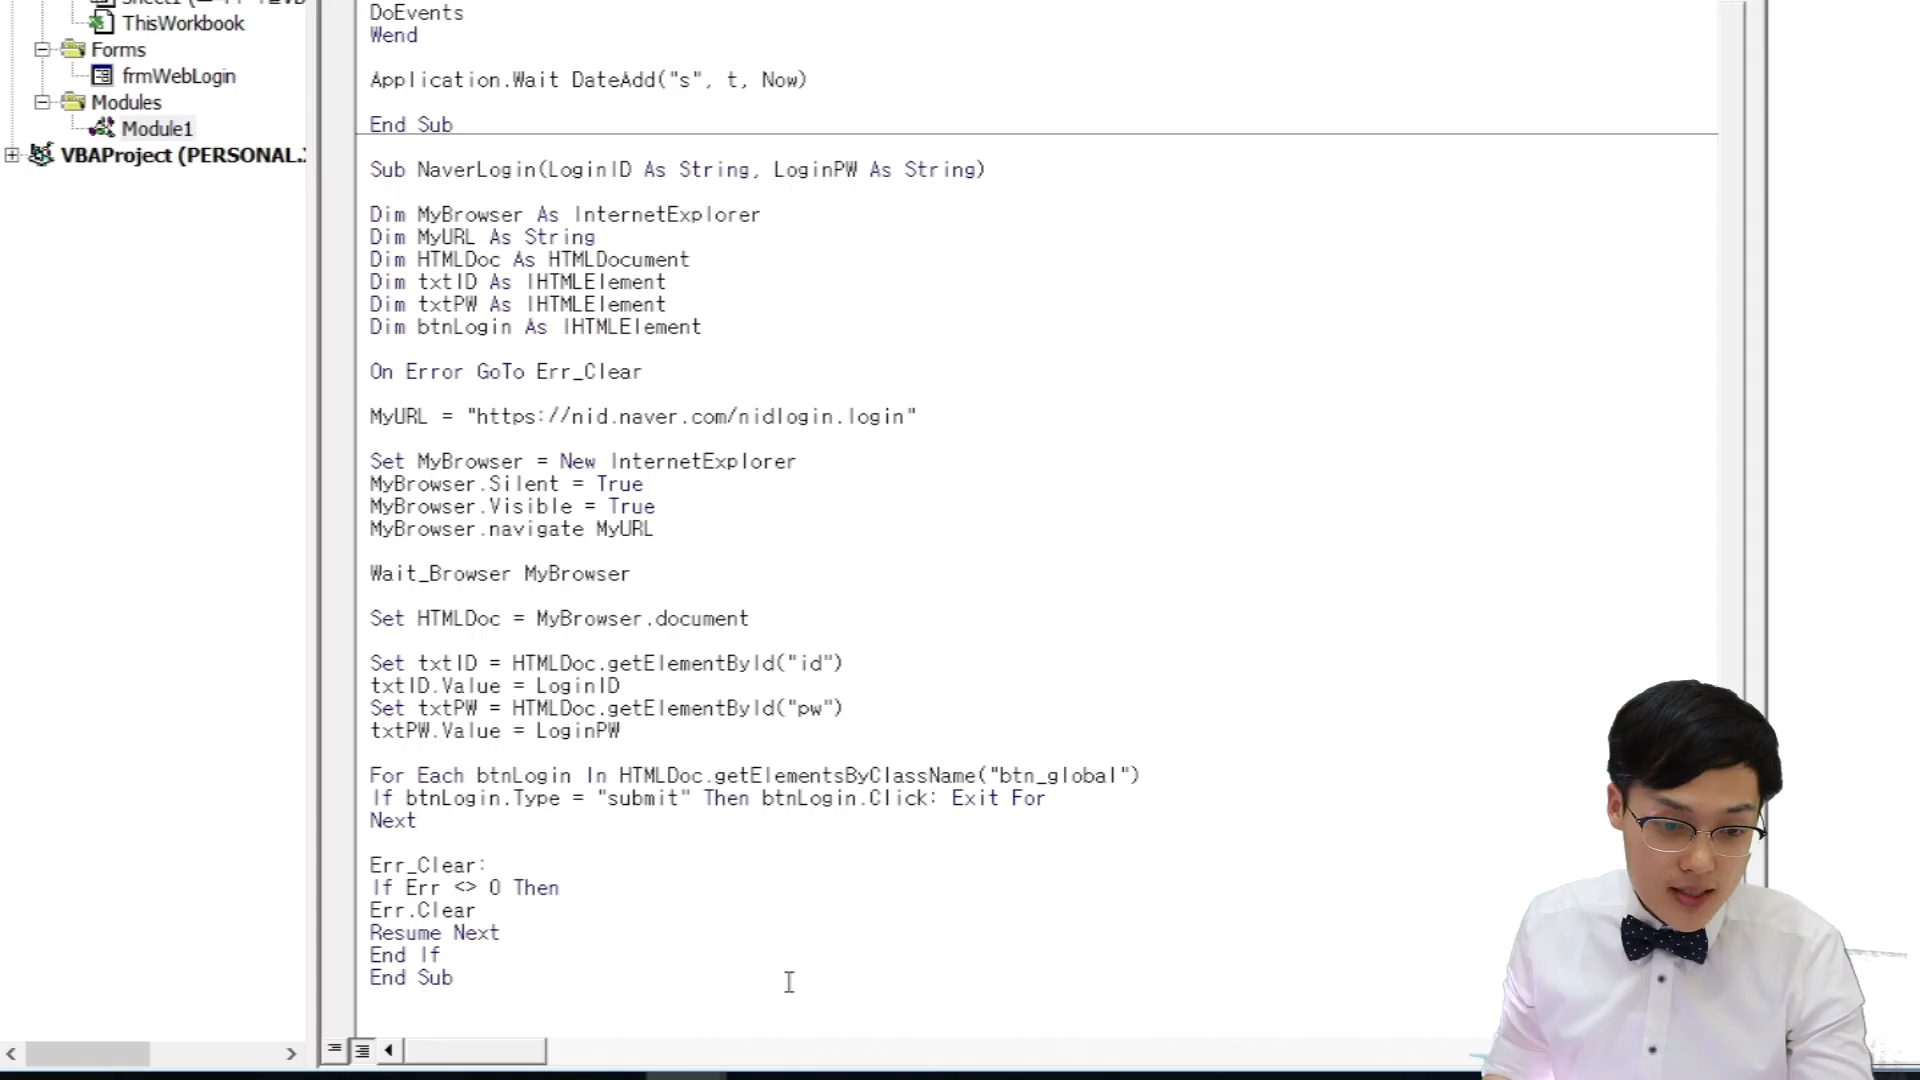 ThisWorkbook
Forms
frmWebLogin
Modules
Module1
VBAProject (PERSONAL.
DoEvents
Wend
Application.Wait DateAdd("s", t, Now)
End Sub
Sub NaverLogin(LoginID As String, LoginPW As String)
Dim MyBrowser As InternetExplorer
Dim MyURL As String
Dim HTMLDoc As HTMLDocument
Dim txtID As IHTMLElement
Dim txtPW As IHTMLElement
Dim btnLogin As IHTMLElement
On Error GoTo Err_Clear
MyURL = "https://nid.naver.com/nidlogin.login"
Set MyBrowser = New InternetExplorer
MyBrowser.Silent = True
MyBrowser.Visible = True
MyBrowser.navigate MyURL
Wait_Browser MyBrowser
Set HTMLDoc = MyBrowser.document
Set txtID = HTMLDoc.getElementById("id")
txtID.Value = LoginID
Set txtPW = HTMLDoc.getElementById("pw")
txtPW.Value = LoginPW
For Each btnLogin In HTMLDoc.getElementsByClassName("btn_global")
If btnLogin.Type = "submit" Then btnLogin.Click: Exit For
Next
Err_Clear:
If Err <> 0 Then
Err.Clear
Resume Next
End If
End Sub